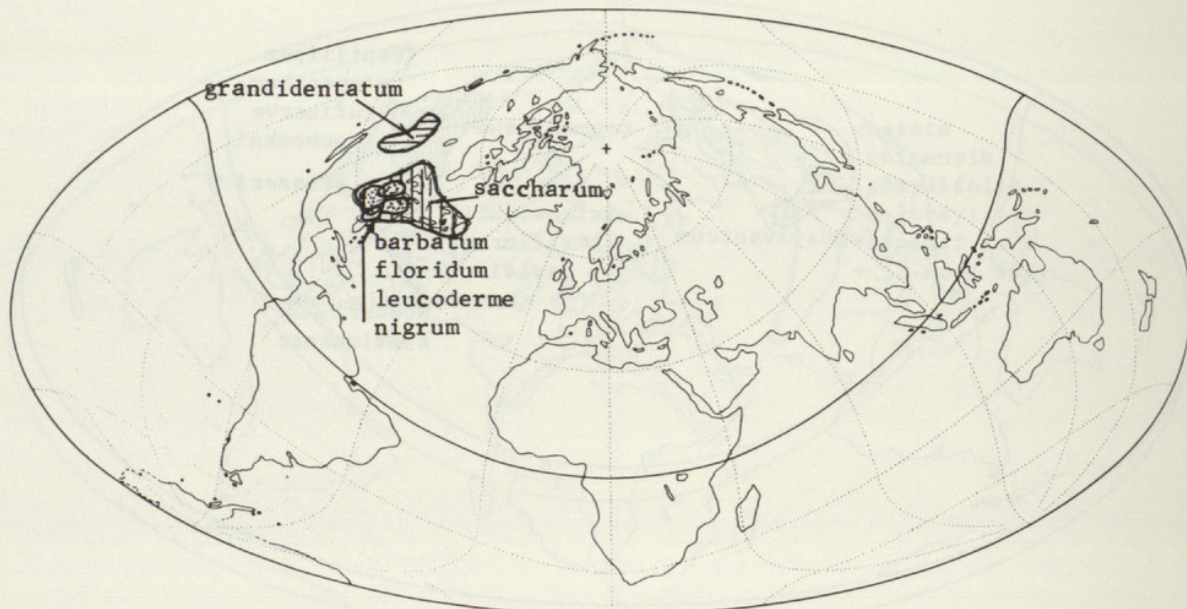 grandidentatum
saccharum
barbatum
floridum
leucoderme
nigrum